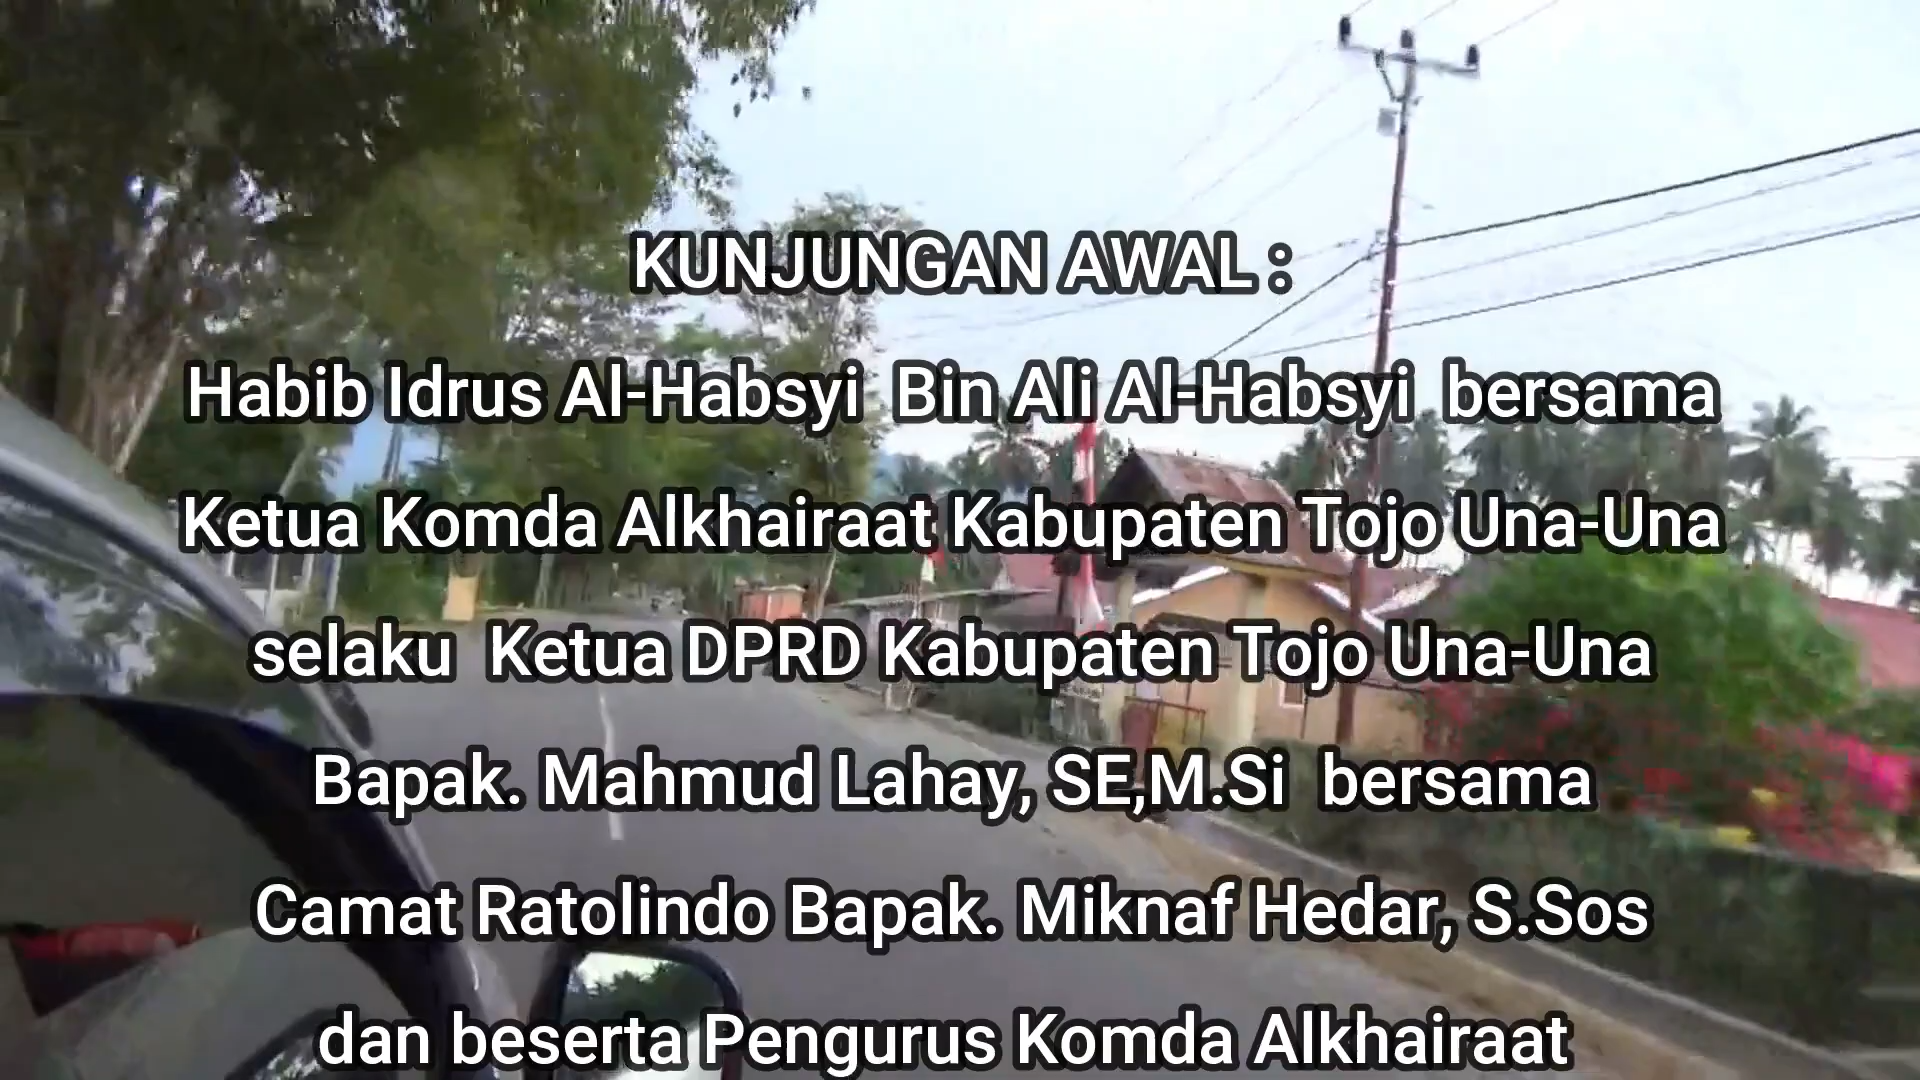 KUNJUNGAN AWAL :
Habib Idrus Al-Habsyi Bin Ali Al-Habsyi bersama
Ketua Komda Alkhairaat Kabupaten Tojo Una-Una
selaku Ketua DPRD Kabupaten Tojo Una-Una
Bapak. Mahmud Lahay, SE,M.Si bersama
Camat Ratolindo Bapak. Miknaf Hedar, S.Sos
dan beserta Pengurus Komda Alkhairaat